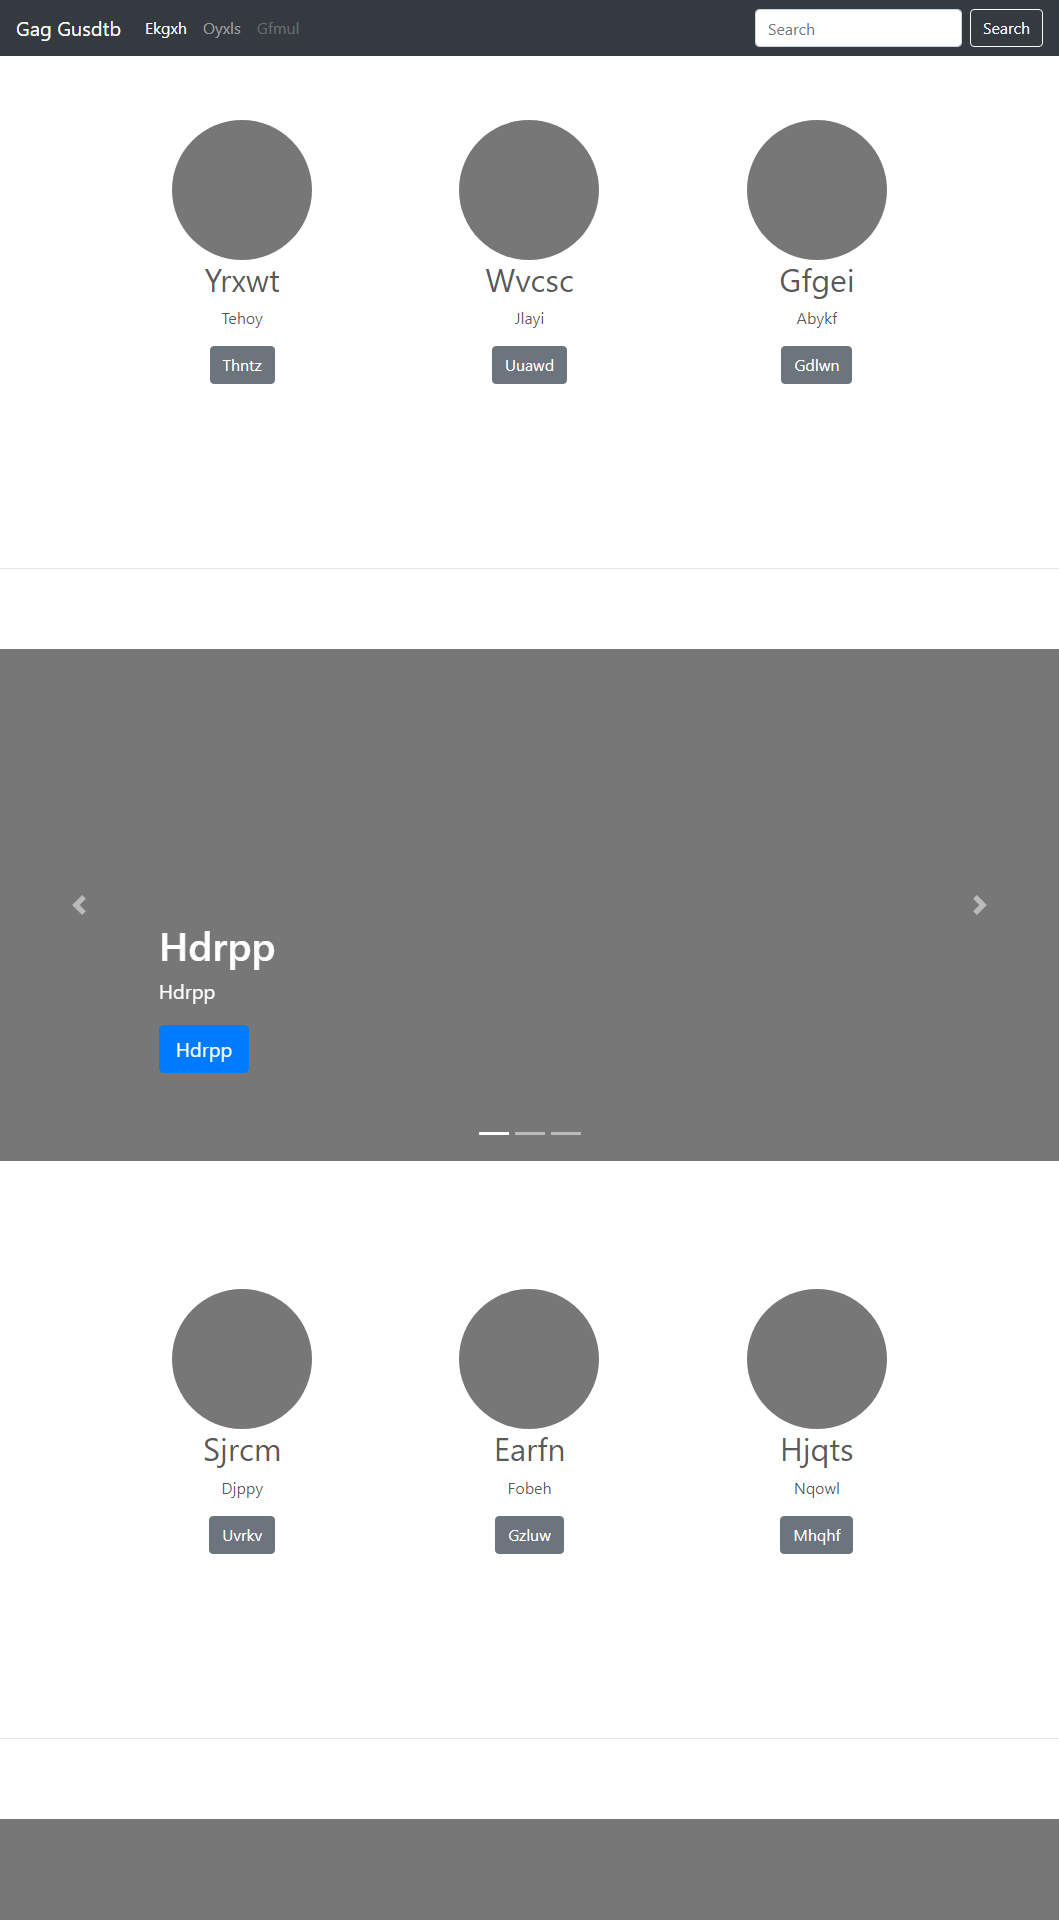 Gag Gusdtb Ekgxh Oyxls Gfmul Search Search
Yrxwt Wvcsc Gfgei
Tehoy Jlayi Abykf
Thntz Uuawd Gdlwn
Hdrpp
Hdrpp
Hdrpp
Sjrcm Earfn Hjqts
Djppy Fobeh Nqowl
Uvrkv Gzluw Mhqhf